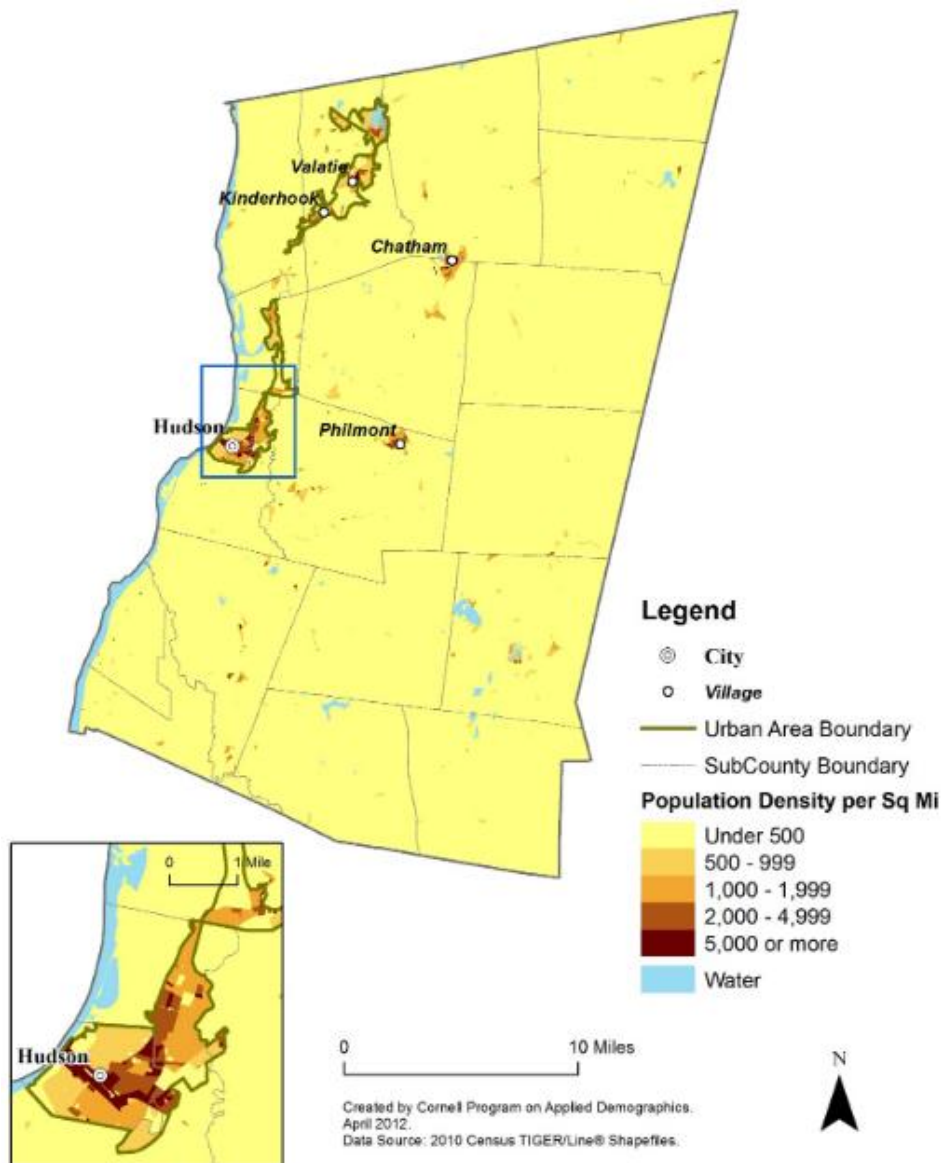 Valatie
Kinderhook
Chatham
Hudson
Philmont
Legend
City
Village
Urban Area Boundary
SubCounty Boundary
Population Density per Sq Mi
Under 500
500 - 999
1,000 - 1,999
2,000 - 4,999
5,000 or more
Water
0 1 Mile
Hudson
0 10 Miles
N
Created by Cornell Program on Applied Demographics.
April 2012.
Data Source: 2010 Census TIGER/Line® Shapefiles.